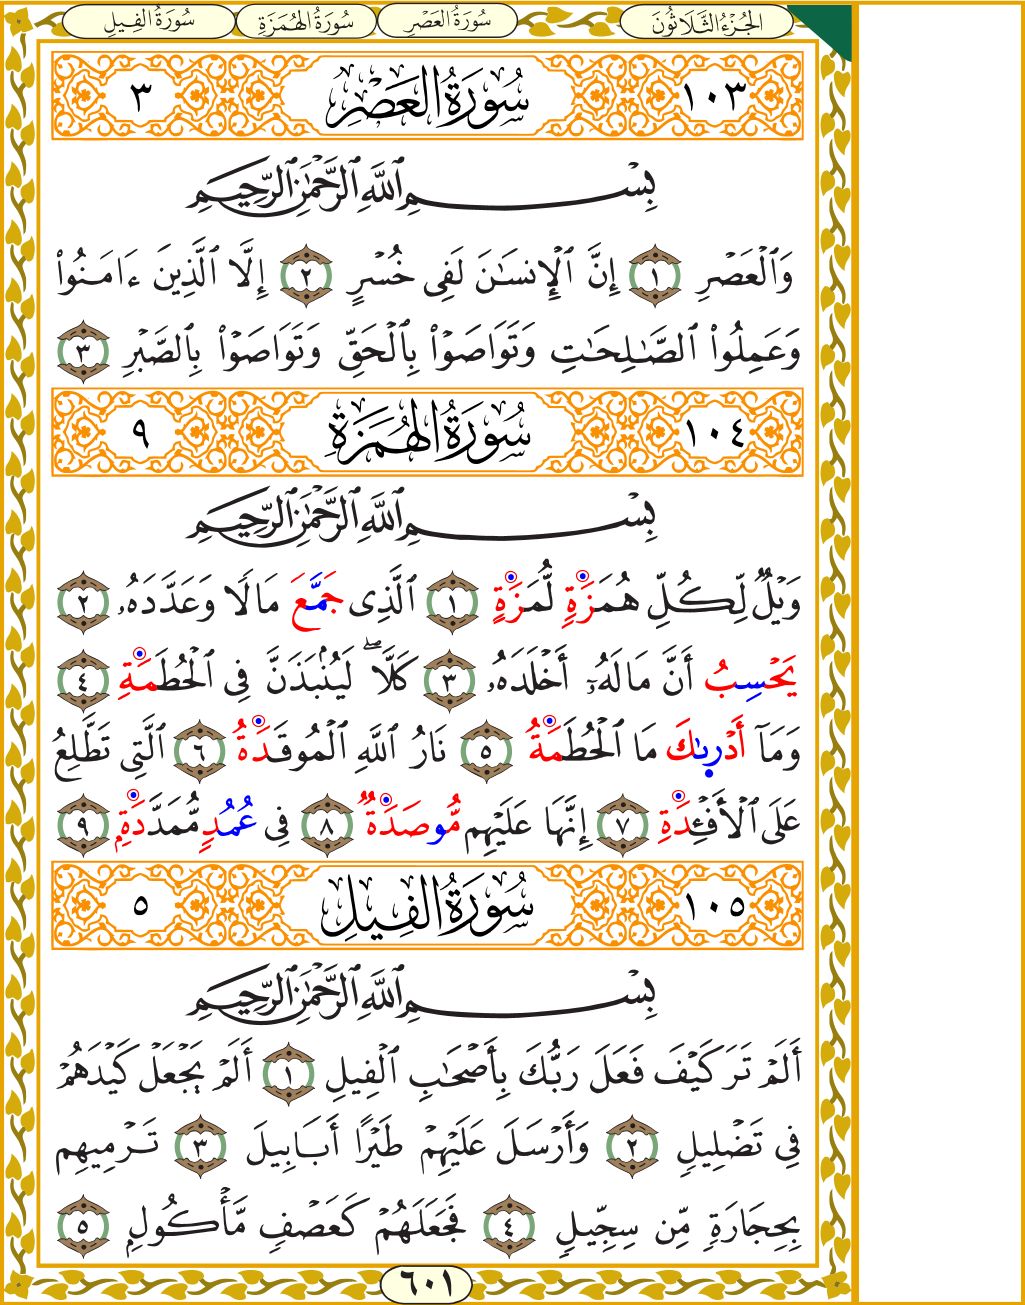 الجُزْءُ الثَّلَاثُونَ سُورَةُ العَصْرِ سُورَةُ الهُمَزَةِ سُورَةُ الفِيلِ
١٠٣ سُورَةُ العَصْرِ ٣
بِسْمِ ٱللَّهِ ٱلرَّحْمَٰنِ ٱلرَّحِيمِ
وَٱلْعَصْرِ ١ إِنَّ ٱلْإِنسَٰنَ لَفِى خُسْرٍ ٢ إِلَّا ٱلَّذِينَ ءَامَنُوا۟
وَعَمِلُوا۟ ٱلصَّٰلِحَٰتِ وَتَوَاصَوْا۟ بِٱلْحَقِّ وَتَوَاصَوْا۟ بِٱلصَّبْرِ ٣
١٠٤ سُورَةُ الهُمَزَةِ ٩
بِسْمِ ٱللَّهِ ٱلرَّحْمَٰنِ ٱلرَّحِيمِ
وَيْلٌ لِّكُلِّ هُمَزَةٍ لُّمَزَةٍ ١ ٱلَّذِى جَمَّعَ مَالًا وَعَدَّدَهُۥ ٢
يَحْسِبُ أَنَّ مَالَهُۥٓ أَخْلَدَهُۥ ٣ كَلَّا ۖ لَيُنۢبَذَنَّ فِى ٱلْحُطَمَةِ ٤
وَمَآ أَدْرىٰكَ مَا ٱلْحُطَمَةُ ٥ نَارُ ٱللَّهِ ٱلْمُوقَدَةُ ٦ ٱلَّتِى تَطَّلِعُ
عَلَى ٱلْأَفْـِٔدَةِ ٧ إِنَّهَا عَلَيْهِم مُّوصَدَةٌ ٨ فِى عُمُدٍ مُّمَدَّدَةٍ ٩
١٠٥ سُورَةُ الفِيلِ ٥
بِسْمِ ٱللَّهِ ٱلرَّحْمَٰنِ ٱلرَّحِيمِ
أَلَمْ تَرَ كَيْفَ فَعَلَ رَبُّكَ بِأَصْحَٰبِ ٱلْفِيلِ ١ أَلَمْ يَجْعَلْ كَيْدَهُمْ
فِى تَضْلِيلٍ ٢ وَأَرْسَلَ عَلَيْهِمْ طَيْرًا أَبَابِيلَ ٣ تَرْمِيهِم
بِحِجَارَةٍ مِّن سِجِّيلٍ ٤ فَجَعَلَهُمْ كَعَصْفٍ مَّأْكُولٍ ٥
٦٠١